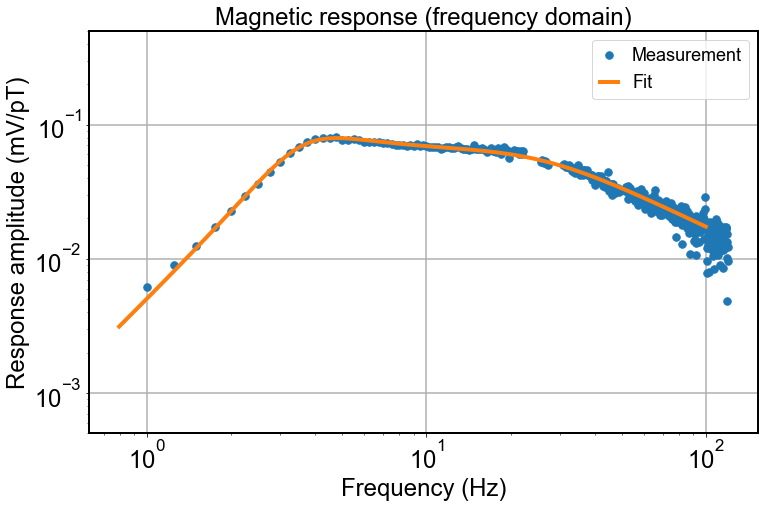 Magnetic response (frequency domain)
Measurement
Fit
Response amplitude (mV/pT)
10⁻¹
10⁻²
10⁻³
10⁰ 10¹ 10²
Frequency (Hz)